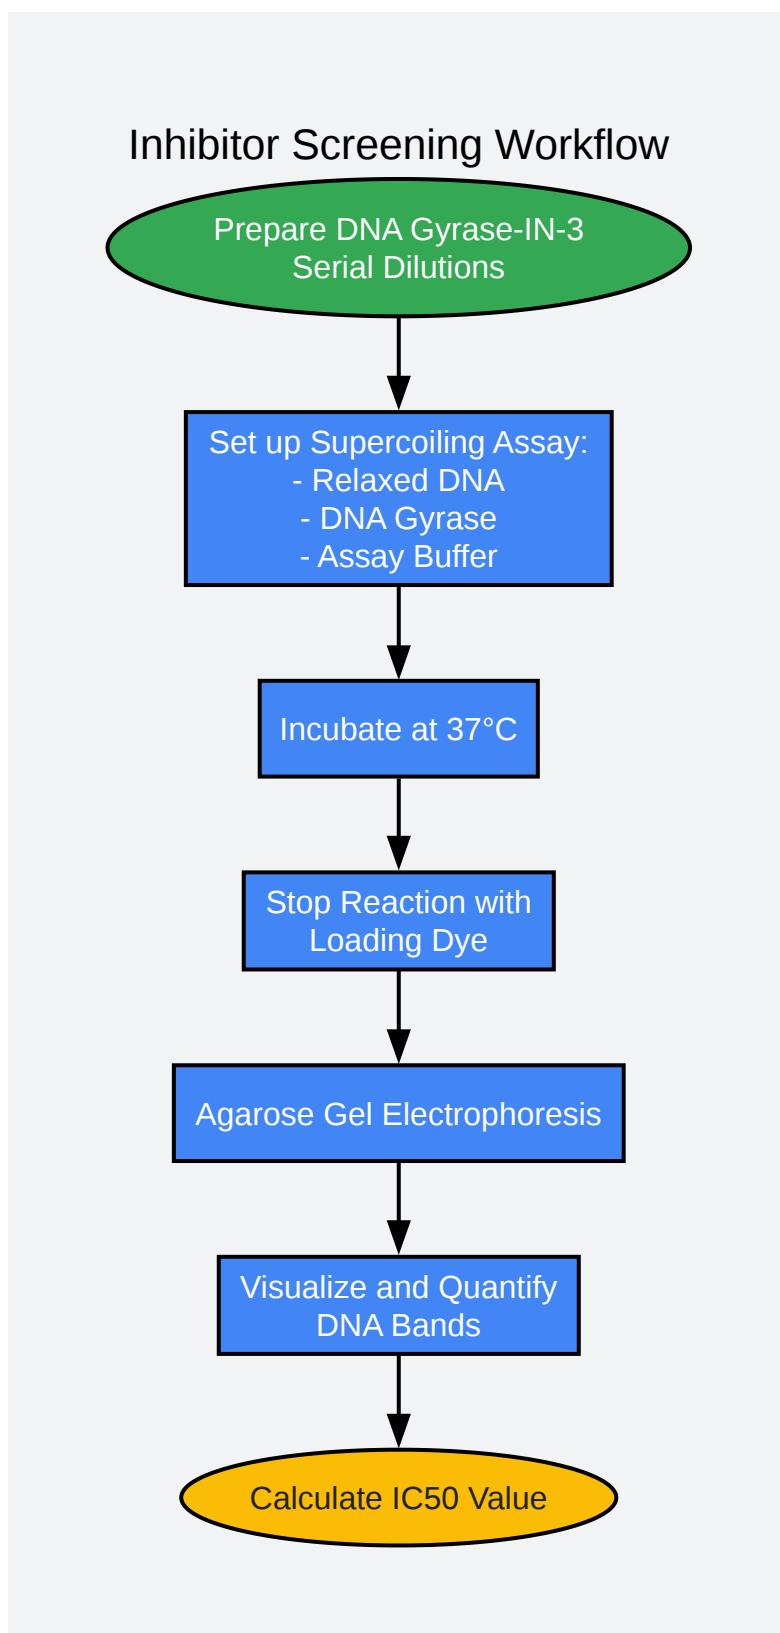 Inhibitor Screening Workflow
Prepare DNA Gyrase-IN-3
Serial Dilutions
Set up Supercoiling Assay:
- Relaxed DNA
- DNA Gyrase
- Assay Buffer
Incubate at 37°C
Stop Reaction with
Loading Dye
Agarose Gel Electrophoresis
Visualize and Quantify
DNA Bands
Calculate IC50 Value